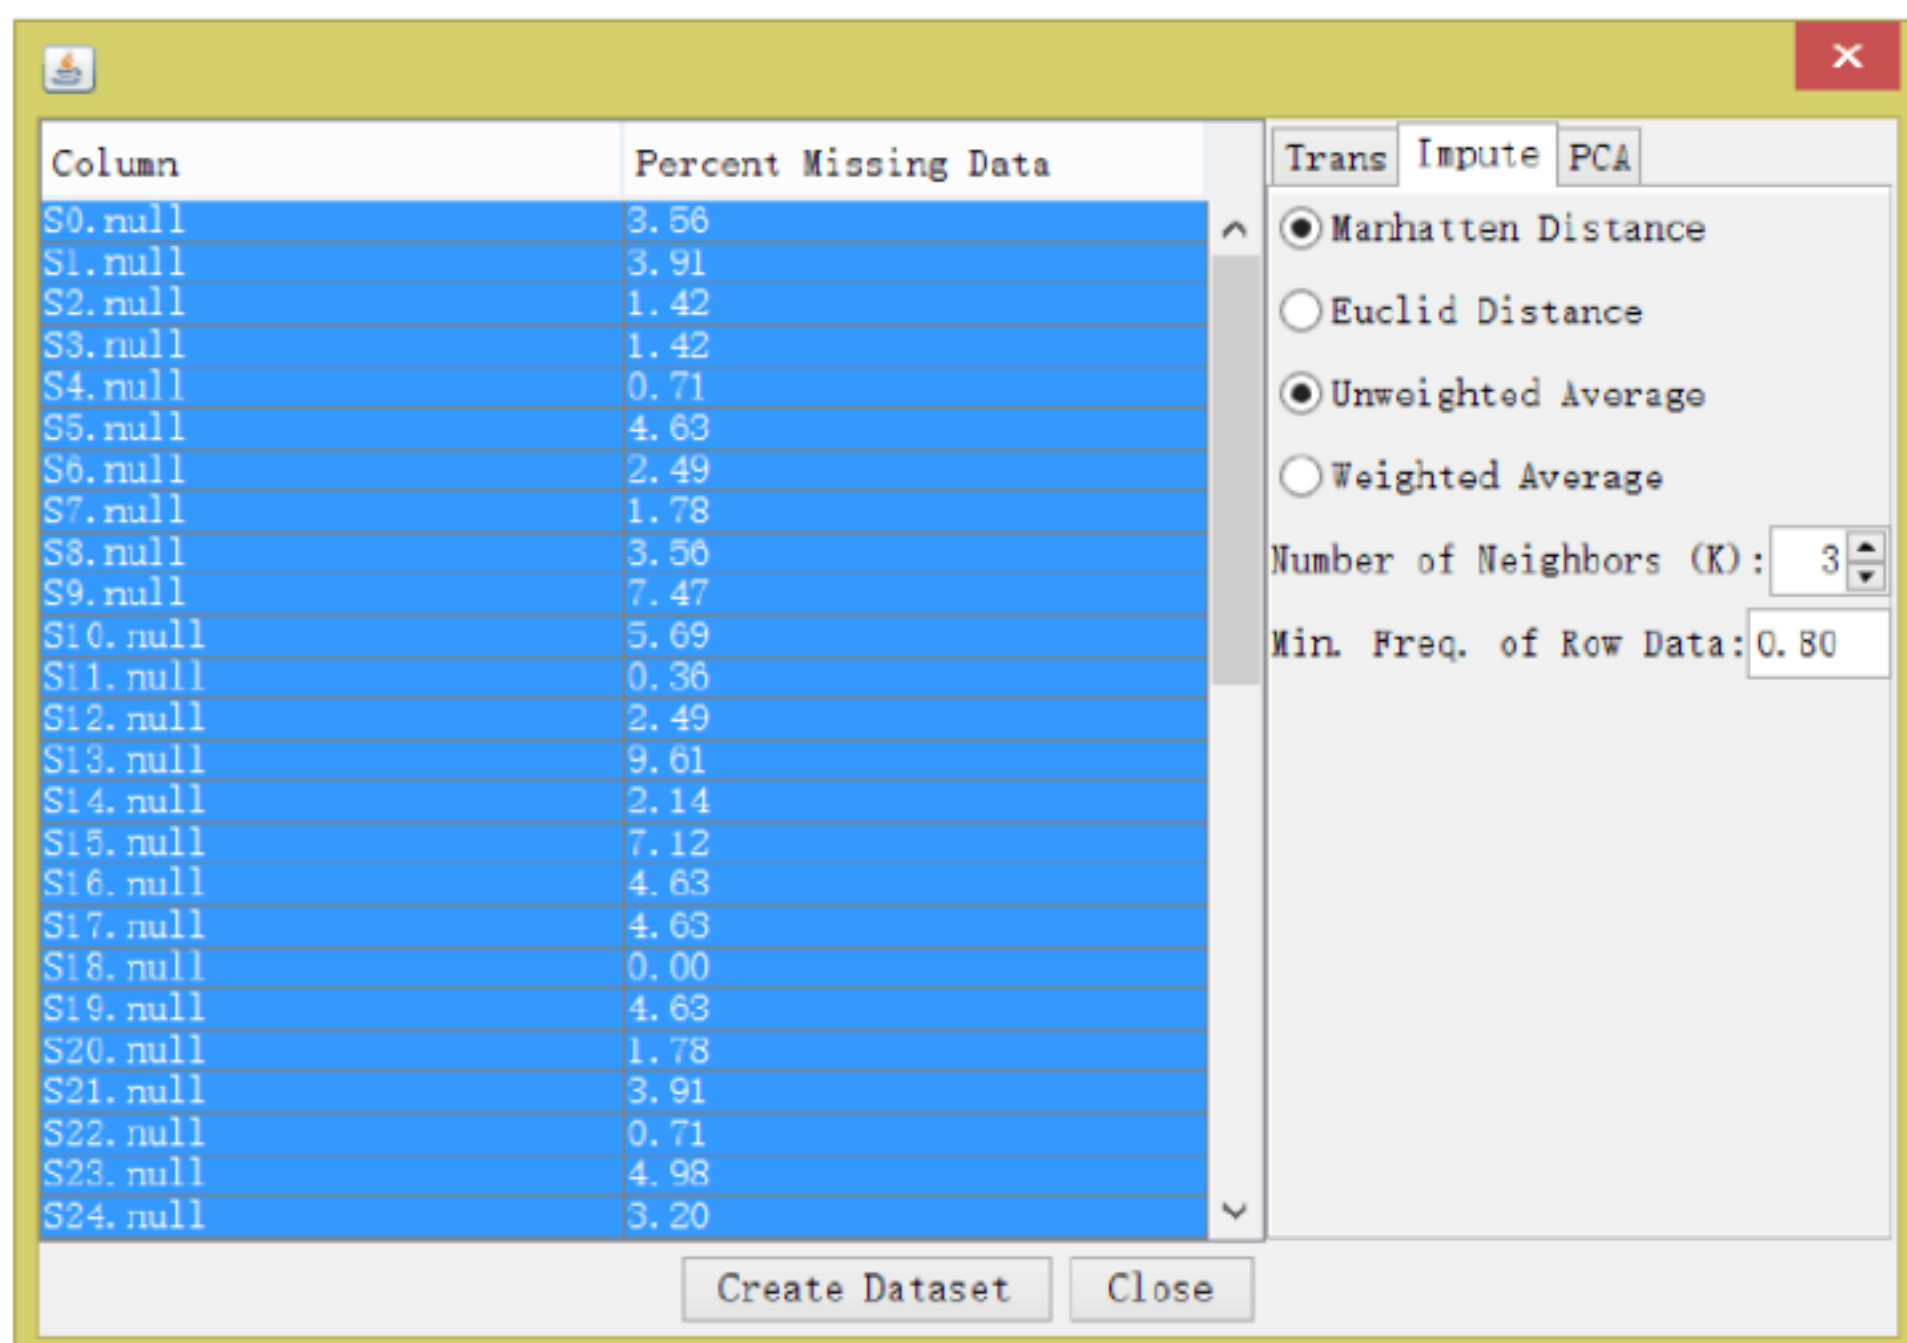 Column Percent Missing Data
S0.null 3.56
S1.null 3.91
S2.null 1.42
S3.null 1.42
S4.null 0.71
S5.null 4.63
S6.null 2.49
S7.null 1.78
S8.null 3.56
S9.null 7.47
S10.null 5.69
S11.null 0.36
S12.null 2.49
S13.null 9.61
S14.null 2.14
S15.null 7.12
S16.null 4.63
S17.null 4.63
S18.null 0.00
S19.null 4.63
S20.null 1.78
S21.null 3.91
S22.null 0.71
S23.null 4.98
S24.null 3.20
Trans Impute PCA
Manhatten Distance
Euclid Distance
Unweighted Average
Weighted Average
Number of Neighbors (K): 3
Min. Freq. of Row Data: 0.80
Create Dataset Close